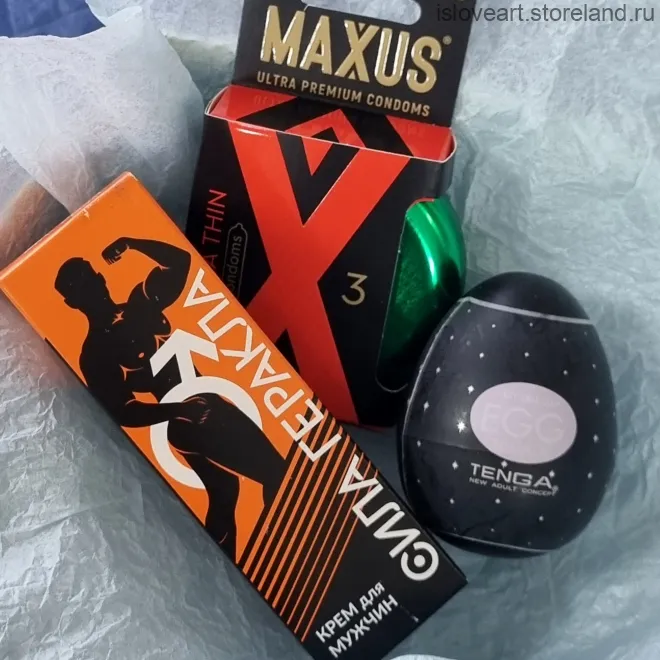 isloveart.storeland.ru
MAXUS®
ULTRA PREMIUM CONDOMS
THIN
3
СИЛА ГЕРАКЛА
КРЕМ для
МУЖЧИН
EGG
TENGA®
NEW ADULT CONCEPT